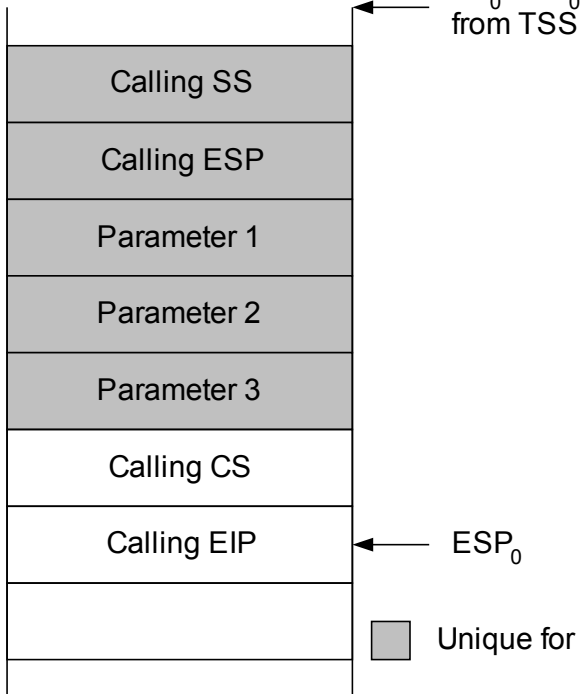 from TSS
Calling SS
Calling ESP
Parameter 1
Parameter 2
Parameter 3
Calling CS
Calling EIP
ESP₀
Unique for